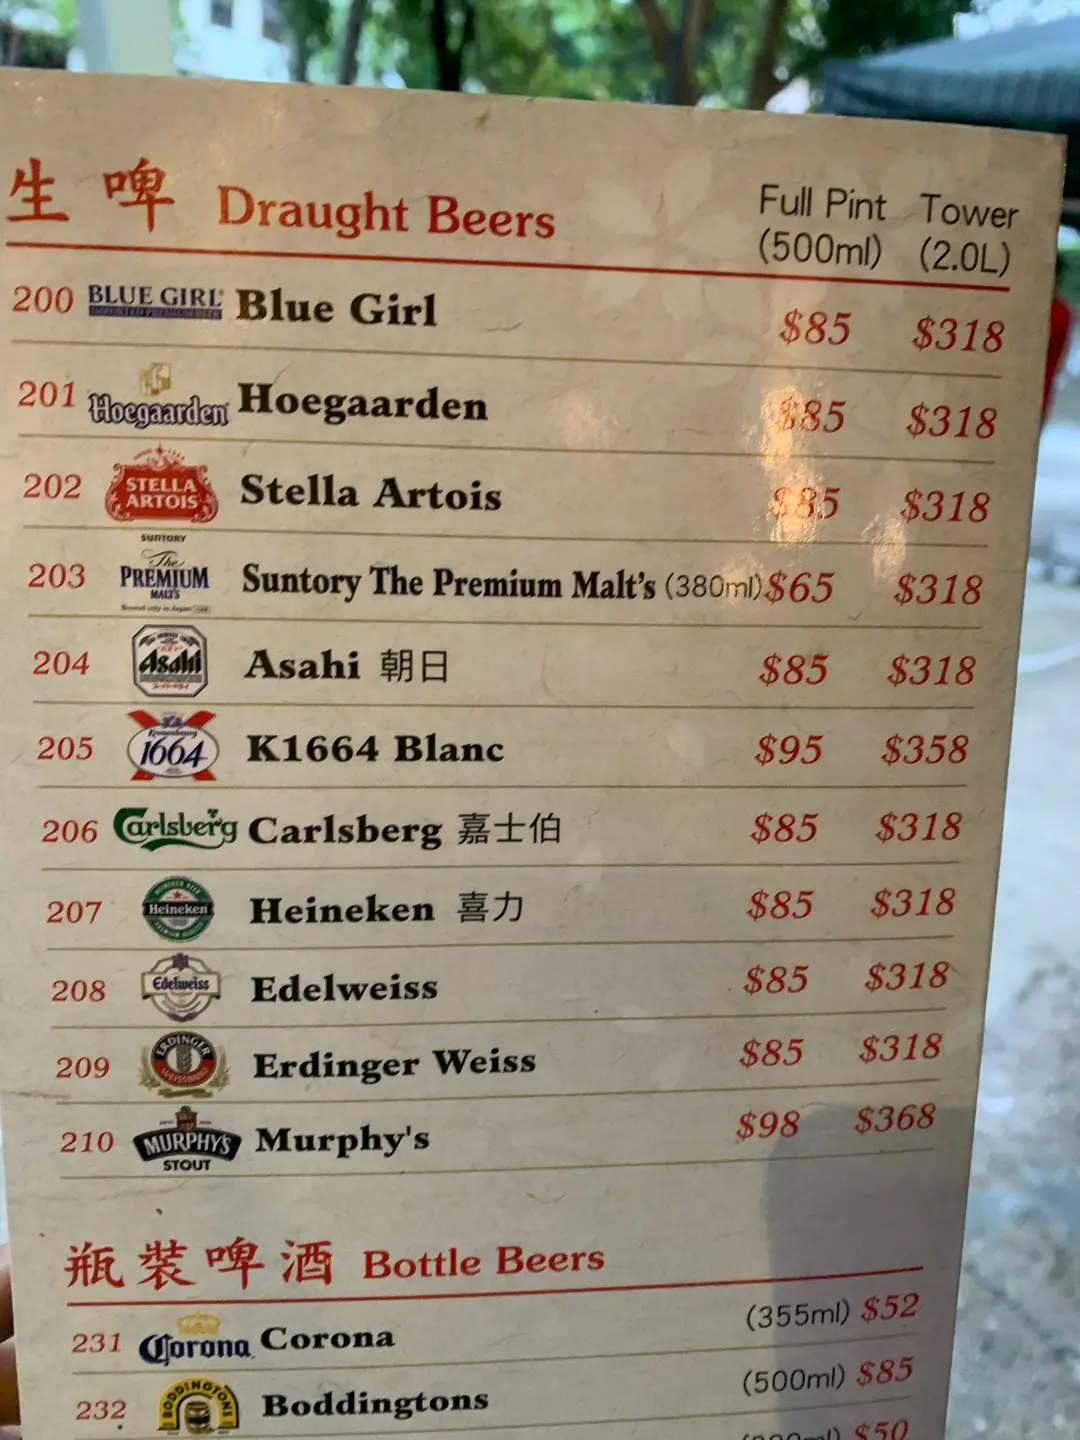 生啤 Draught Beers Full Pint (500ml) Tower (2.0L)
200 BLUE GIRL Blue Girl $85 $318
201 Hoegaarden Hoegaarden $85 $318
202 STELLA ARTOIS Stella Artois $85 $318
203 SUNTORY The PREMIUM MALT'S Suntory The Premium Malt's (380ml) $65 $318
204 Asahi Asahi 朝日 $85 $318
205 Kronenbourg 1664 K1664 Blanc $95 $358
206 Carlsberg Carlsberg 嘉士伯 $85 $318
207 Heineken Heineken 喜力 $85 $318
208 Edelweiss Edelweiss $85 $318
209 ERDINGER WEISSBRÄU Erdinger Weiss $85 $318
210 MURPHY'S STOUT Murphy's $98 $368
瓶裝啤酒 Bottle Beers
231 Corona Corona (355ml) $52
232 BODDINGTONS Boddingtons (500ml) $85
$50